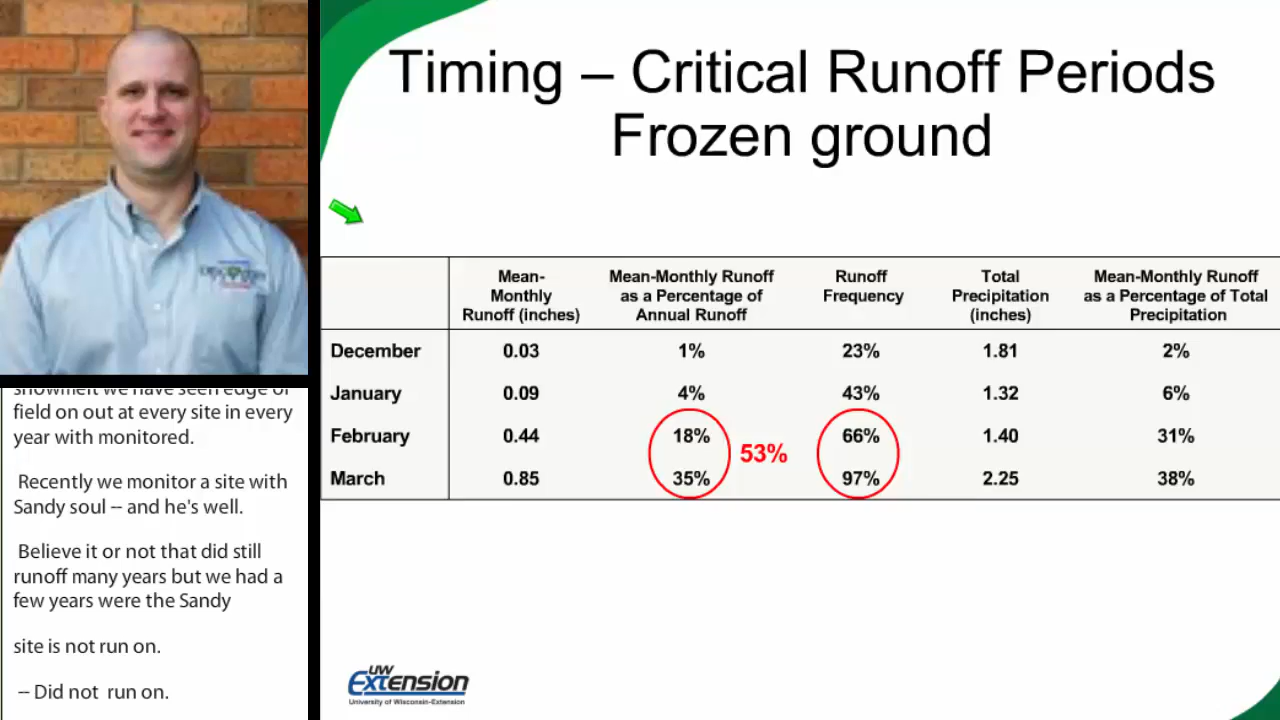 Timing – Critical Runoff Periods
Frozen ground
Mean-Monthly Runoff (inches) Mean-Monthly Runoff as a Percentage of Annual Runoff Runoff Frequency Total Precipitation (inches) Mean-Monthly Runoff as a Percentage of Total Precipitation
December 0.03 1% 23% 1.81 2%
January 0.09 4% 43% 1.32 6%
February 0.44 18% 66% 1.40 31%
53%
March 0.85 35% 97% 2.25 38%
UW
Extension
University of Wisconsin-Extension
snowmelt we have seen edge of
field on out at every site in every
year with monitored.
Recently we monitor a site with
Sandy soul -- and he's well.
Believe it or not that did still
runoff many years but we had a
few years were the Sandy
site is not run on.
-- Did not run on.